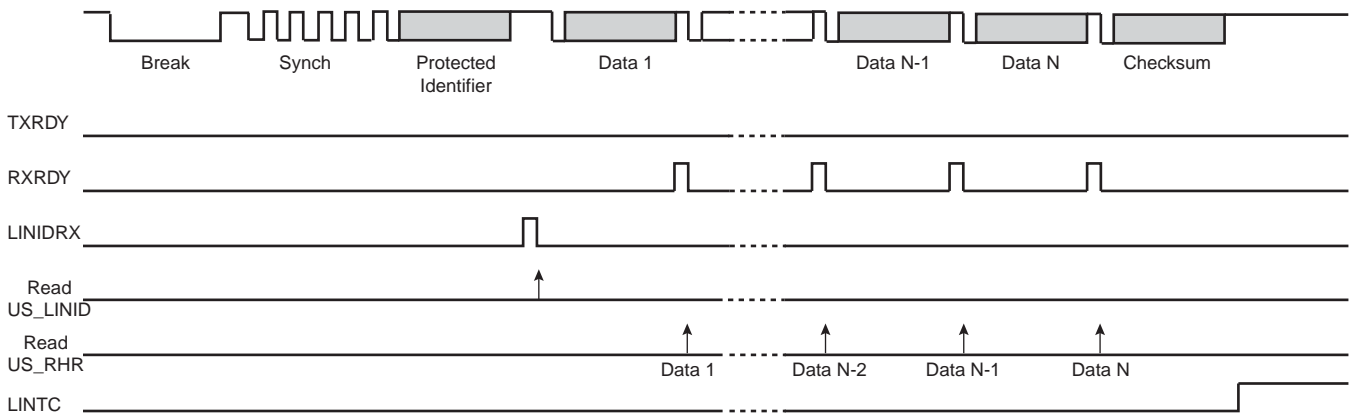 Break Synch Protected Data 1 Data N-1 Data N Checksum
Identifier
TXRDY
RXRDY
LINIDRX
Read
US_LINID
Read
US_RHR
Data 1 Data N-2 Data N-1 Data N
LINTC